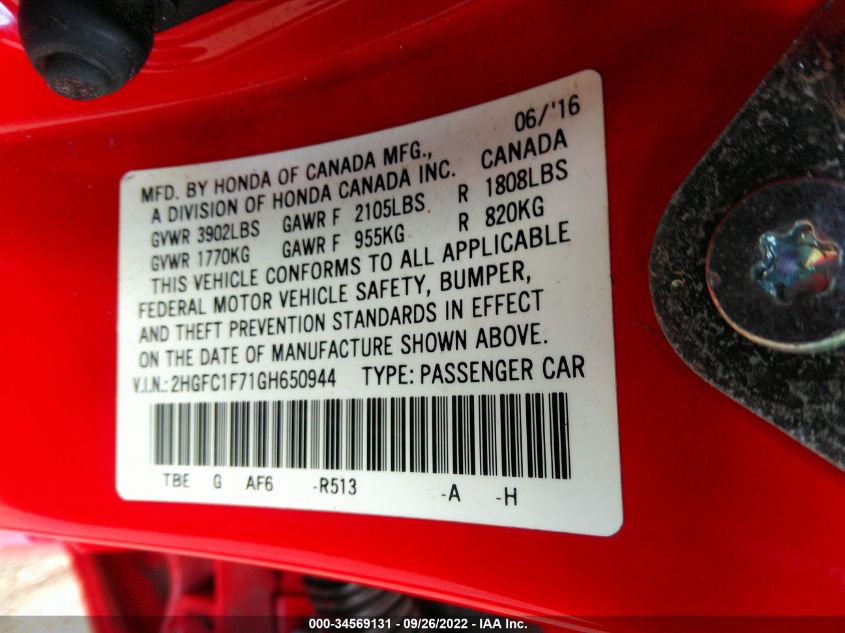 06/'16
MFD. BY HONDA OF CANADA MFG.,
A DIVISION OF HONDA CANADA INC. CANADA
GVWR 3902LBS GAWR F 2105LBS R 1808LBS
GVWR 1770KG GAWR F 955KG R 820KG
THIS VEHICLE CONFORMS TO ALL APPLICABLE
FEDERAL MOTOR VEHICLE SAFETY, BUMPER,
AND THEFT PREVENTION STANDARDS IN EFFECT
ON THE DATE OF MANUFACTURE SHOWN ABOVE.
V.I.N.: 2HGFC1F71GH650944 TYPE: PASSENGER CAR
TBE G AF6 -R513 -A -H
000-34569131 - 09/26/2022 - IAA Inc.